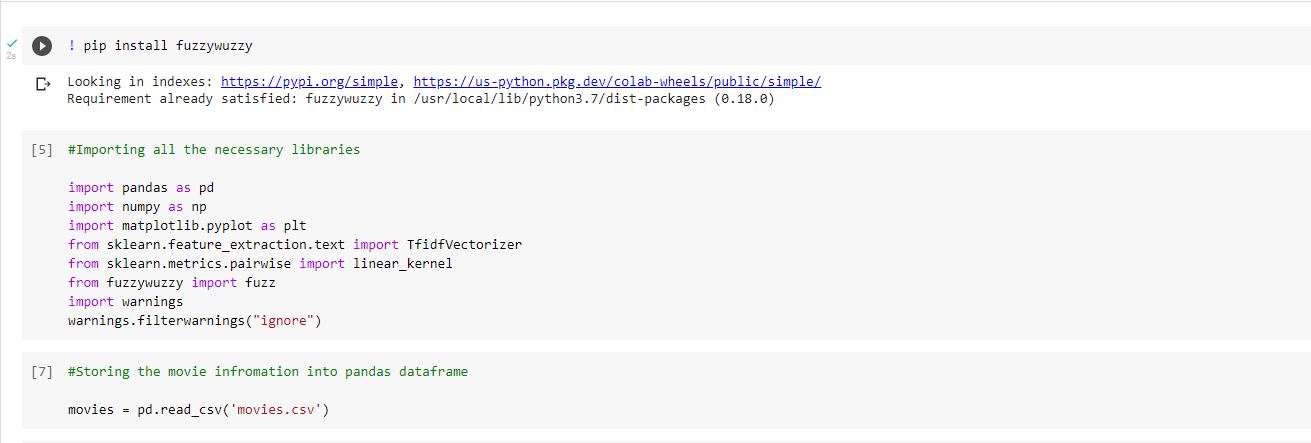 ! pip install fuzzywuzzy
2s
Looking in indexes: https://pypi.org/simple, https://us-python.pkg.dev/colab-wheels/public/simple/
Requirement already satisfied: fuzzywuzzy in /usr/local/lib/python3.7/dist-packages (0.18.0)
[5] #Importing all the necessary libraries
import pandas as pd
import numpy as np
import matplotlib.pyplot as plt
from sklearn.feature_extraction.text import TfidfVectorizer
from sklearn.metrics.pairwise import linear_kernel
from fuzzywuzzy import fuzz
import warnings
warnings.filterwarnings("ignore")
[7] #Storing the movie infromation into pandas dataframe
movies = pd.read_csv('movies.csv')